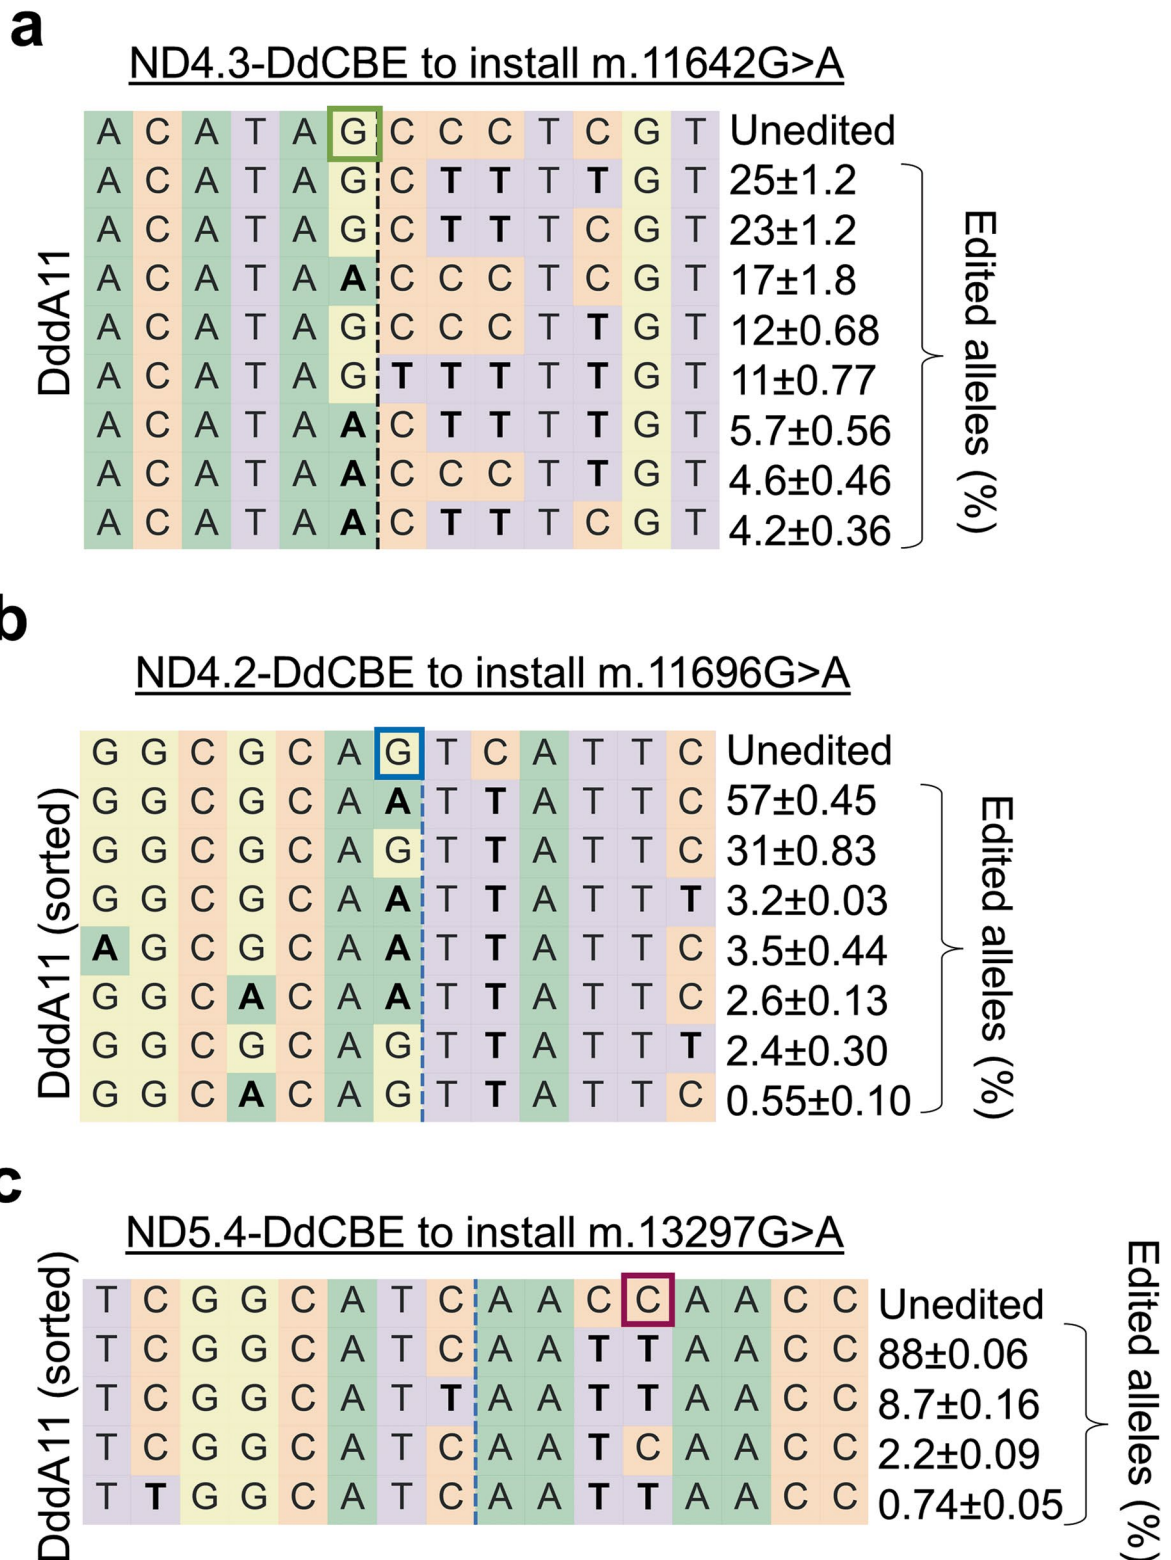 a
ND4.3-DdCBE to install m.11642G>A
DddA11
A C A T A G C C C T C G T Unedited
A C A T A G C T T T T G T 25±1.2
A C A T A G C T T T C G T 23±1.2
A C A T A A C C C T C G T 17±1.8
A C A T A G C C C T T G T 12±0.68
A C A T A G T T T T T G T 11±0.77
A C A T A A C T T T T G T 5.7±0.56
A C A T A A C C C T T G T 4.6±0.46
A C A T A A C T T T C G T 4.2±0.36
Edited alleles (%)
b
ND4.2-DdCBE to install m.11696G>A
DddA11 (sorted)
G G C G C A G T C A T T C Unedited
G G C G C A A T T A T T C 57±0.45
G G C G C A G T T A T T C 31±0.83
G G C G C A A T T A T T T 3.2±0.03
A G C G C A A T T A T T C 3.5±0.44
G G C A C A A T T A T T C 2.6±0.13
G G C G C A G T T A T T T 2.4±0.30
G G C A C A G T T A T T C 0.55±0.10
Edited alleles (%)
c
ND5.4-DdCBE to install m.13297G>A
DddA11 (sorted)
T C G G C A T C A A C C A A C C Unedited
T C G G C A T C A A T T A A C C 88±0.06
T C G G C A T T A A T T A A C C 8.7±0.16
T C G G C A T C A A T C A A C C 2.2±0.09
T T G G C A T C A A T T A A C C 0.74±0.05
Edited alleles (%)